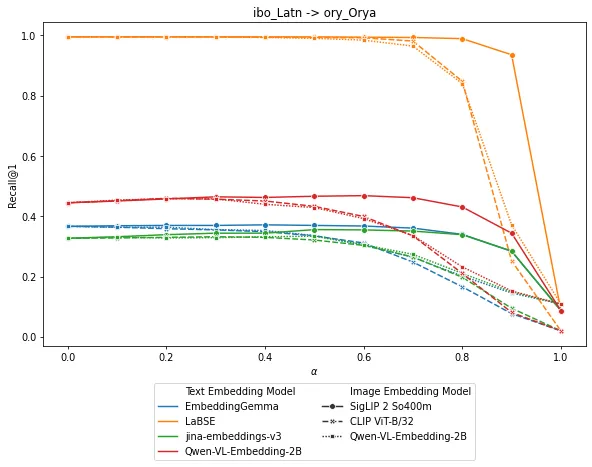 ibo_Latn -> ory_Orya
1.0
0.8
0.6
0.4
0.2
0.0
Recall@1
0.0 0.2 0.4 0.6 0.8 1.0
α
Text Embedding Model Image Embedding Model
EmbeddingGemma SigLIP 2 So400m
LaBSE CLIP ViT-B/32
jina-embeddings-v3 Qwen-VL-Embedding-2B
Qwen-VL-Embedding-2B